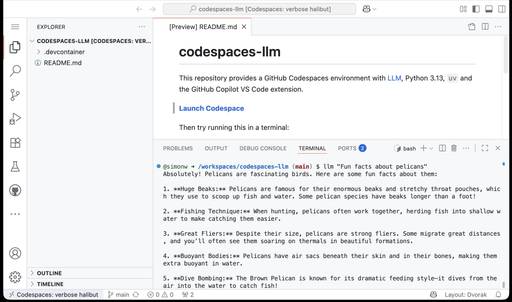 codespaces-llm [Codespaces: verbose halibut]
EXPLORER
CODESPACES-LLM [CODESPACES: VER...
.devcontainer
README.md
OUTLINE
TIMELINE
[Preview] README.md
codespaces-llm
This repository provides a GitHub Codespaces environment with LLM, Python 3.13, uv and
the GitHub Copilot VS Code extension.
Launch Codespace
Then try running this in a terminal:
PROBLEMS OUTPUT DEBUG CONSOLE TERMINAL PORTS 2 bash
@simonw → /workspaces/codespaces-llm (main) $ llm "Fun facts about pelicans"
Absolutely! Pelicans are fascinating birds. Here are some fun facts about them:
1. **Huge Beaks:** Pelicans are famous for their enormous beaks and stretchy throat pouches, whic
h they use to scoop up fish and water. Some pelican species have beaks longer than a foot!
2. **Fishing Technique:** When hunting, pelicans often work together, herding fish into shallow w
ater to make catching them easier.
3. **Great Fliers:** Despite their size, pelicans are strong fliers. Some migrate great distances
, and you'll often see them soaring on thermals in beautiful formations.
4. **Buoyant Bodies:** Pelicans have air sacs beneath their skin and in their bones, making them
extra buoyant in water.
5. **Dive Bombing:** The Brown Pelican is known for its dramatic feeding style—it dives from the
air into the water to catch fish!
Codespaces: verbose halibut main 0 0 2 Layout: Dvorak